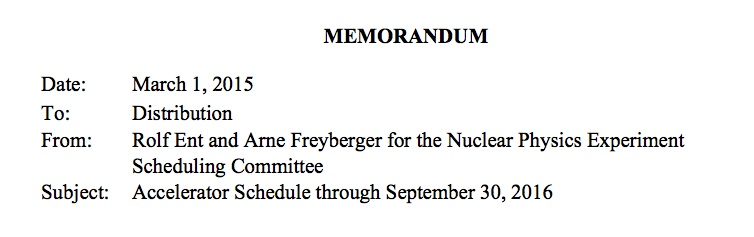 MEMORANDUM
Date: March 1, 2015
To: Distribution
From: Rolf Ent and Arne Freyberger for the Nuclear Physics Experiment
Scheduling Committee
Subject: Accelerator Schedule through September 30, 2016